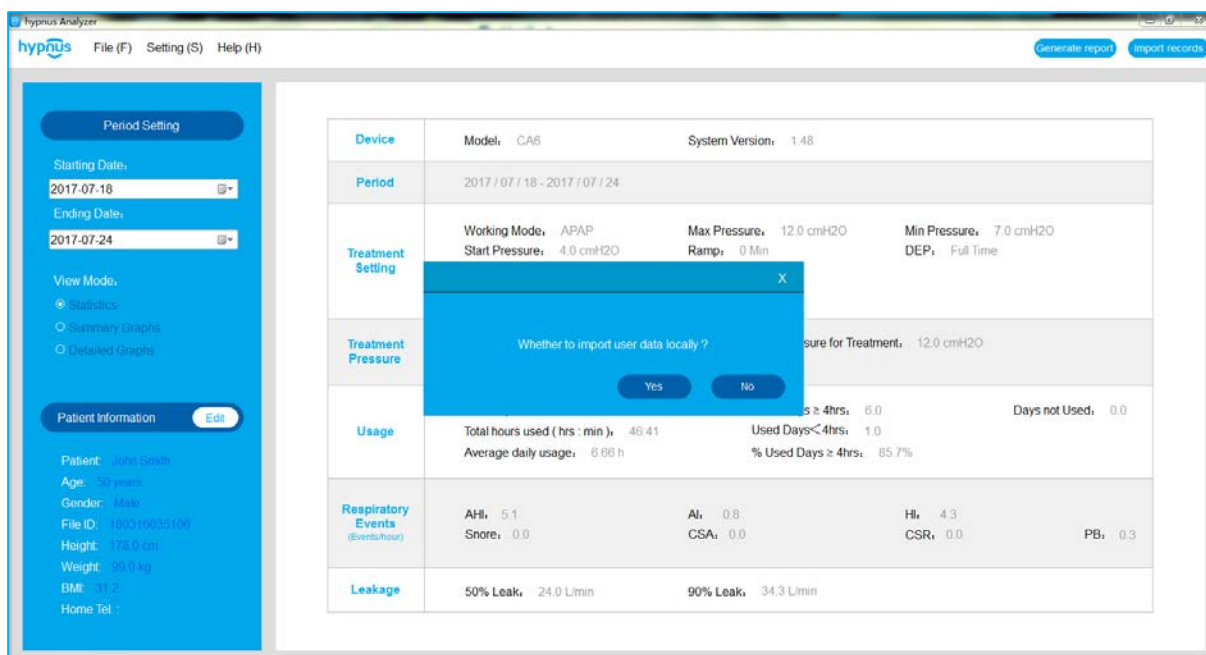 hypnus Analyzer
hypnus File (F) Setting (S) Help (H) Generate report Import records
Period Setting
Starting Date:
2017-07-18
Ending Date:
2017-07-24
View Mode:
Statistics
Summary Graphs
Detailed Graphs
Patient Information Edit
Patient: John Smith
Age: 50 years
Gender: Male
File ID: 180316035106
Height: 178.0 cm
Weight: 99.0 kg
BMI: 31.2
Home Tel. :
Device Model: CA6 System Version: 1.48
Period 2017 / 07 / 18 - 2017 / 07 / 24
Treatment Setting
Working Mode: APAP Max Pressure: 12.0 cmH2O Min Pressure: 7.0 cmH2O
Start Pressure: 4.0 cmH2O Ramp: 0 Min DEP: Full Time
X
Whether to import user data locally ?
Yes No
Treatment Pressure
sure for Treatment: 12.0 cmH2O
Usage
s ≥ 4hrs: 6.0 Days not Used: 0.0
Total hours used ( hrs : min ): 46:41 Used Days<4hrs: 1.0
Average daily usage: 6.66 h % Used Days ≥ 4hrs: 85.7%
Respiratory Events
(Events/hour)
AHI: 5.1 AI: 0.8 HI: 4.3
Snore: 0.0 CSA: 0.0 CSR: 0.0 PB: 0.3
Leakage 50% Leak: 24.0 L/min 90% Leak: 34.3 L/min